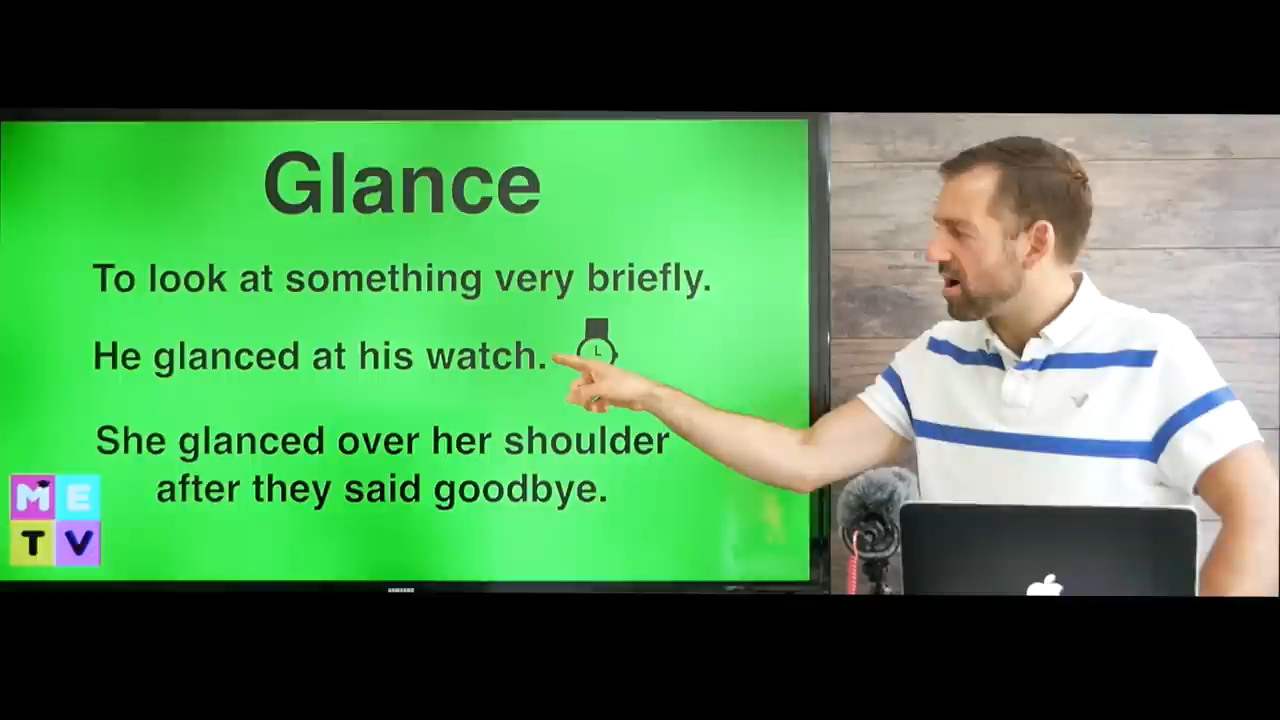 Glance
To look at something very briefly.
He glanced at his watch.
She glanced over her shoulder
after they said goodbye.
M E
T V
SAMSUNG